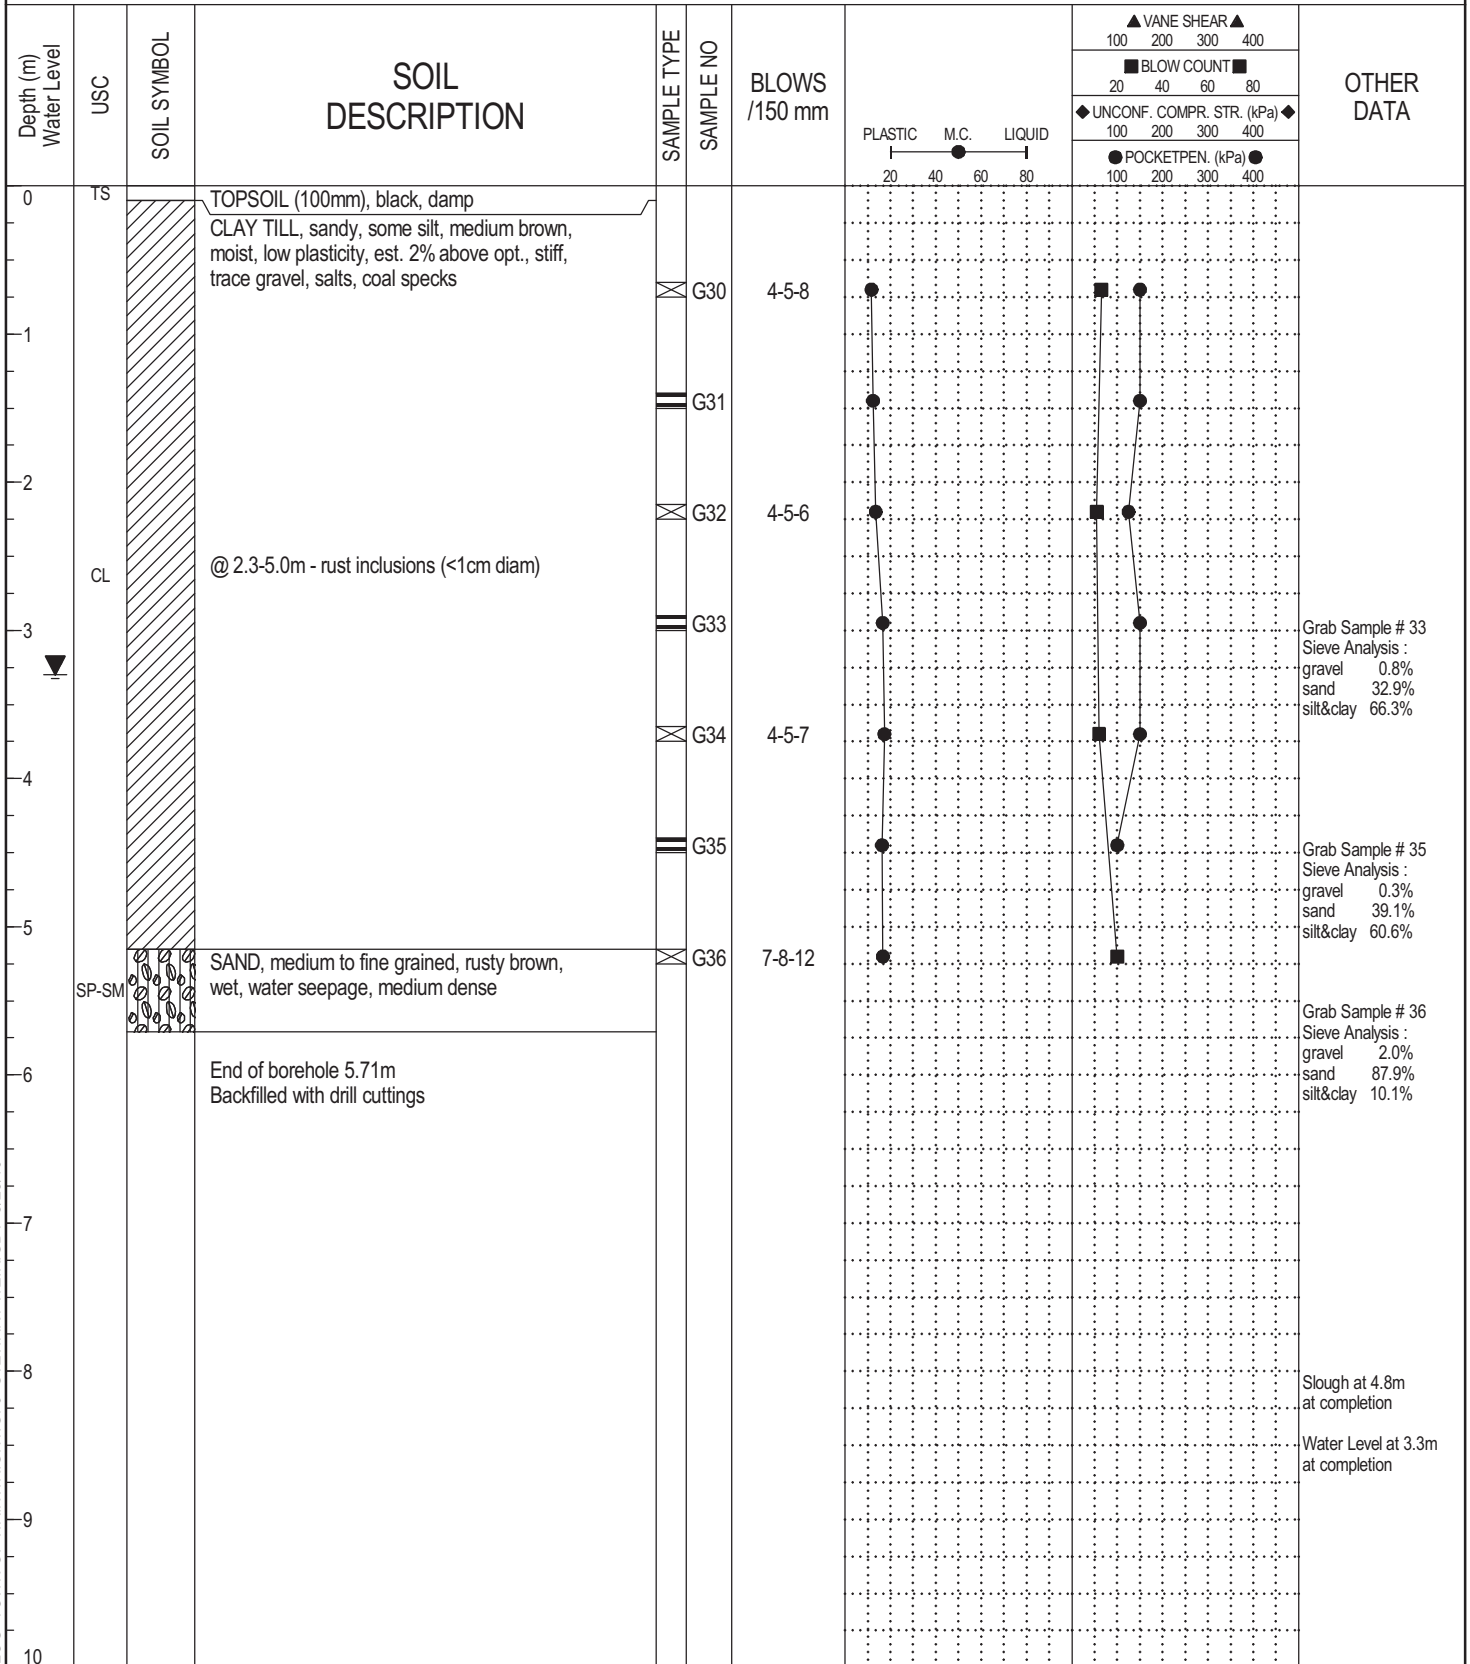 Depth (m)
Water Level
USC
SOIL SYMBOL
SOIL
DESCRIPTION
SAMPLE TYPE
SAMPLE NO
BLOWS
/150 mm
PLASTIC M.C. LIQUID
20 40 60 80
VANE SHEAR
100 200 300 400
BLOW COUNT
20 40 60 80
UNCONF. COMPR. STR. (kPa)
100 200 300 400
POCKETPEN. (kPa)
100 200 300 400
OTHER
DATA
0
TS
TOPSOIL (100mm), black, damp
CLAY TILL, sandy, some silt, medium brown,
moist, low plasticity, est. 2% above opt., stiff,
trace gravel, salts, coal specks
G30 4-5-8
1
G31
2
G32 4-5-6
@ 2.3-5.0m - rust inclusions (<1cm diam)
CL
3
G33
Grab Sample # 33
Sieve Analysis :
gravel 0.8%
sand 32.9%
silt&clay 66.3%
G34 4-5-7
4
G35
Grab Sample # 35
Sieve Analysis :
gravel 0.3%
sand 39.1%
silt&clay 60.6%
5
G36 7-8-12
SAND, medium to fine grained, rusty brown,
wet, water seepage, medium dense
SP-SM
Grab Sample # 36
Sieve Analysis :
gravel 2.0%
sand 87.9%
silt&clay 10.1%
End of borehole 5.71m
Backfilled with drill cuttings
6
7
8
Slough at 4.8m
at completion
Water Level at 3.3m
at completion
9
10